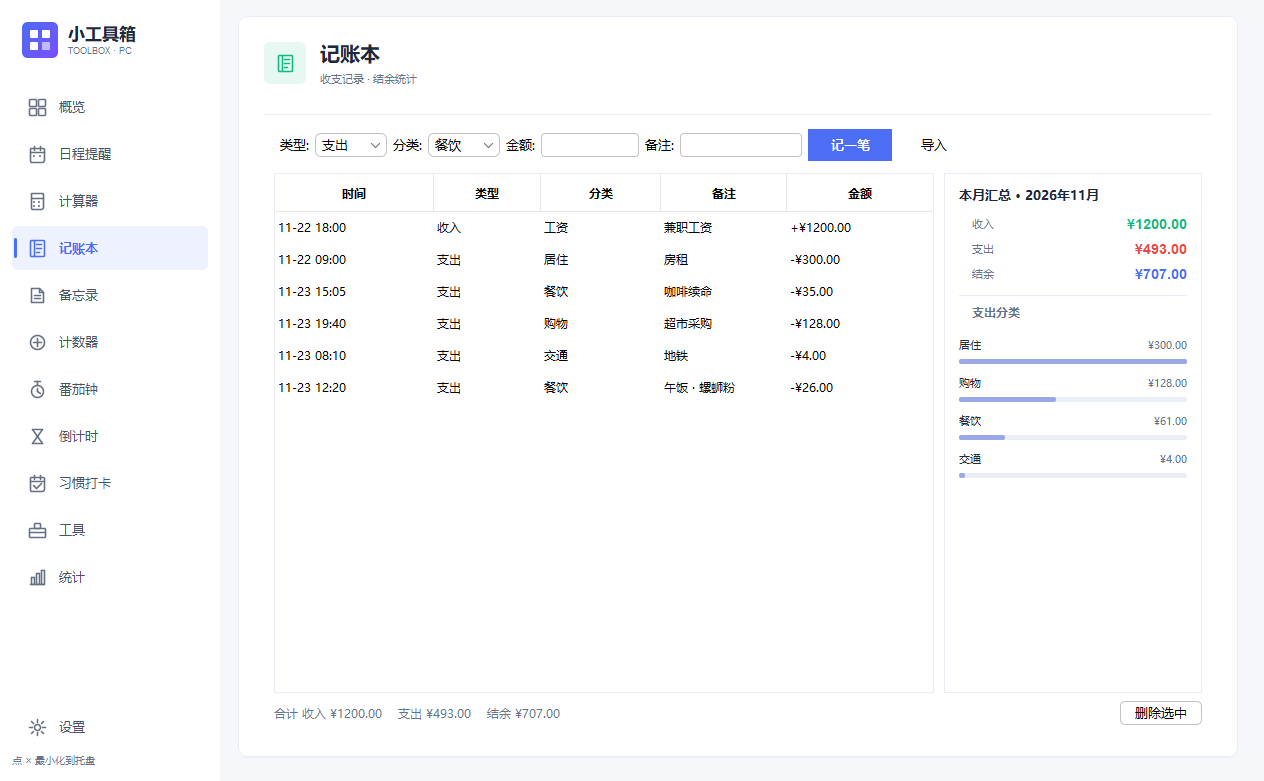 小工具箱
TOOLBOX · PC
概览
日程提醒
计算器
记账本
备忘录
计数器
番茄钟
倒计时
习惯打卡
工具
统计
设置
点 × 最小化到托盘
记账本
收支记录 · 结余统计
类型: 支出 分类: 餐饮 金额: 备注: 记一笔 导入
时间 类型 分类 备注 金额
11-22 18:00 收入 工资 兼职工资 +¥1200.00
11-22 09:00 支出 居住 房租 -¥300.00
11-23 15:05 支出 餐饮 咖啡续命 -¥35.00
11-23 19:40 支出 购物 超市采购 -¥128.00
11-23 08:10 支出 交通 地铁 -¥4.00
11-23 12:20 支出 餐饮 午饭 · 螺蛳粉 -¥26.00
本月汇总 • 2026年11月
收入 ¥1200.00
支出 ¥493.00
结余 ¥707.00
支出分类
居住 ¥300.00
购物 ¥128.00
餐饮 ¥61.00
交通 ¥4.00
合计 收入 ¥1200.00 支出 ¥493.00 结余 ¥707.00
删除选中